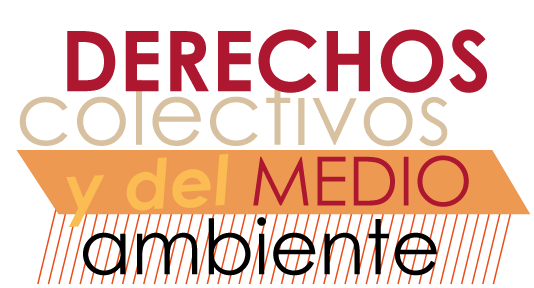 DERECHOS
colectivos
y del MEDIO
ambiente